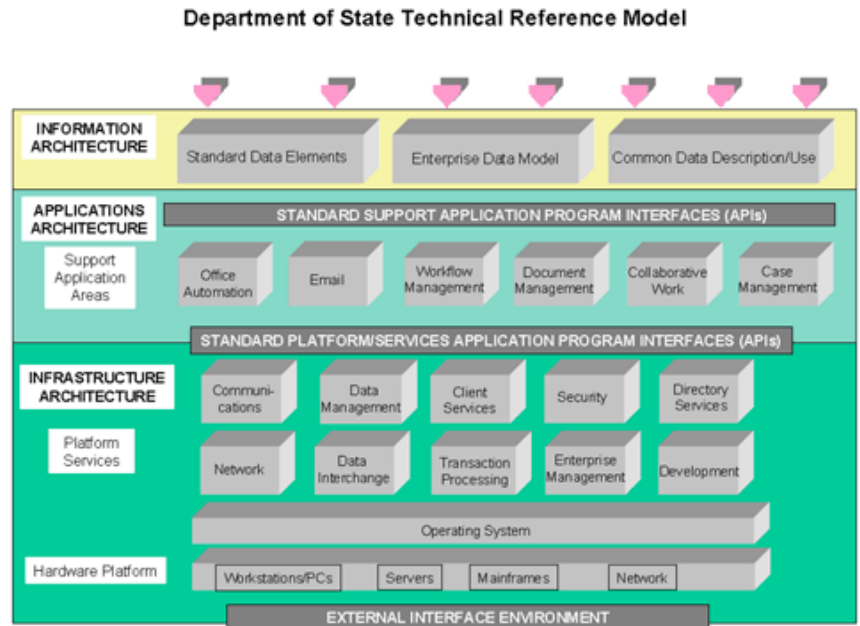 Department of State Technical Reference Model
INFORMATION
ARCHITECTURE
Standard Data Elements
Enterprise Data Model
Common Data Description/Use
APPLICATIONS
ARCHITECTURE
STANDARD SUPPORT APPLICATION PROGRAM INTERFACES (APIs)
Support
Application
Areas
Office
Automation
Email
Workflow
Management
Document
Management
Collaborative
Work
Case
Management
STANDARD PLATFORM/SERVICES APPLICATION PROGRAM INTERFACES (APIs)
INFRASTRUCTURE
ARCHITECTURE
Communi-
cations
Data
Management
Client
Services
Security
Directory
Services
Platform
Services
Network
Data
Interchange
Transaction
Processing
Enterprise
Management
Development
Operating System
Hardware Platform
Workstations/PCs
Servers
Mainframes
Network
EXTERNAL INTERFACE ENVIRONMENT